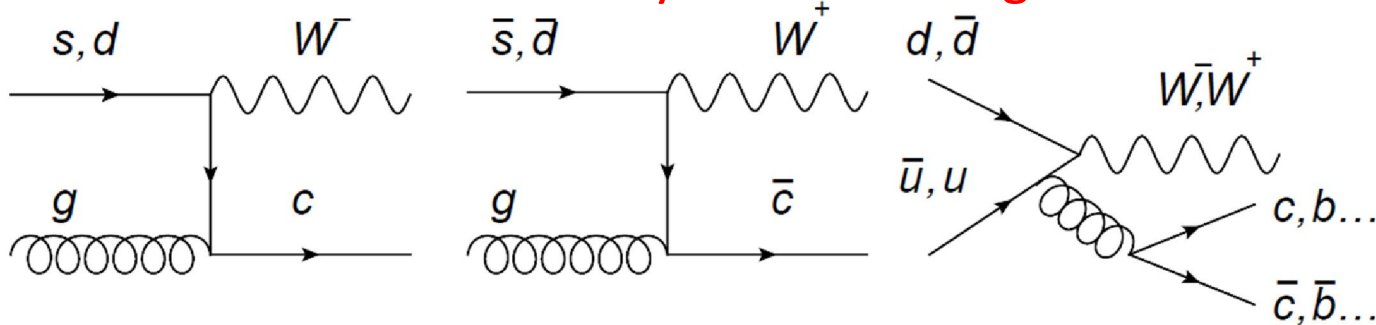 s, d W⁻
g c
s̄, d̄ W⁺
g c̄
d, d̄ W⁻,W⁺
ū, u
c, b...
c̄, b̄...